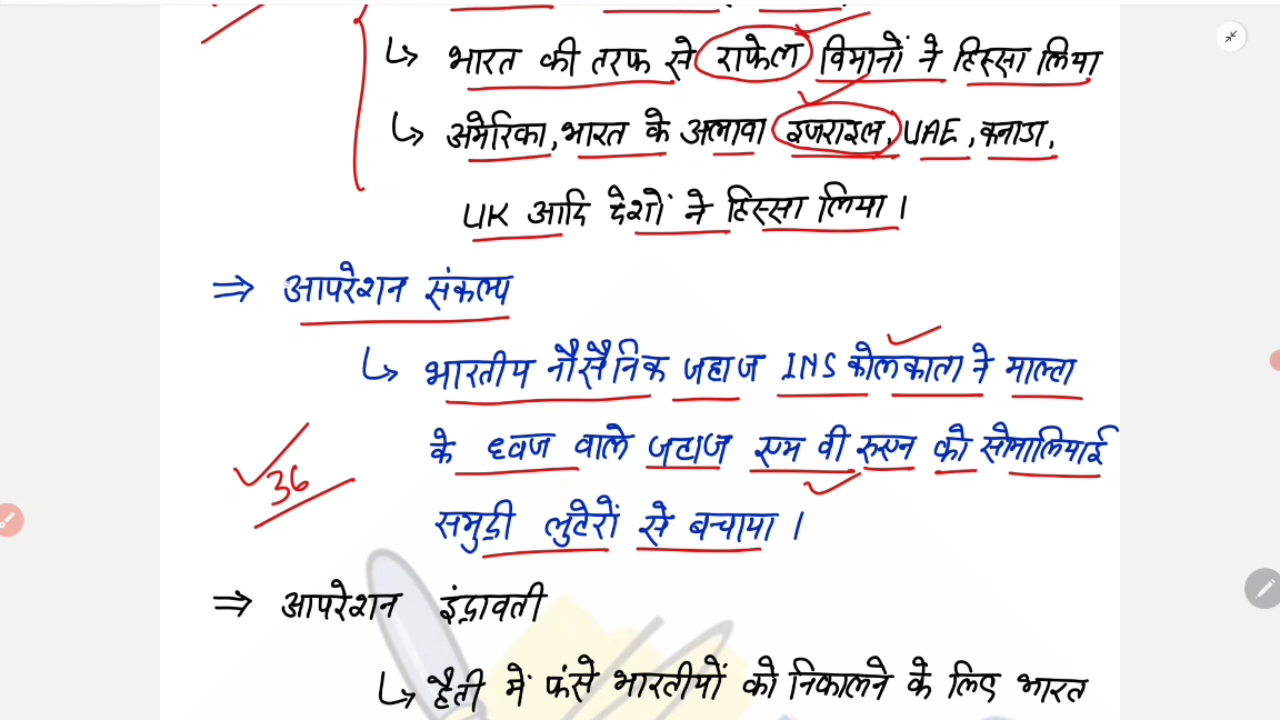 ↳ भारत की तरफ से राफेल विमानों ने हिस्सा लिया
↳ अमेरिका, भारत के अलावा इजराइल, UAE, कनाडा,
UK आदि देशों ने हिस्सा लिया।
⇒ आपरेशन संकल्प
↳ भारतीय नौसैनिक जहाज INS कोलकाता ने माल्टा
के ध्वज वाले जहाज एम वी रुएन को सोमालियाई
36
समुद्री लुटेरों से बचाया।
⇒ आपरेशन इंद्रावती
↳ हैती में फंसे भारतीयों को निकालने के लिए भारत